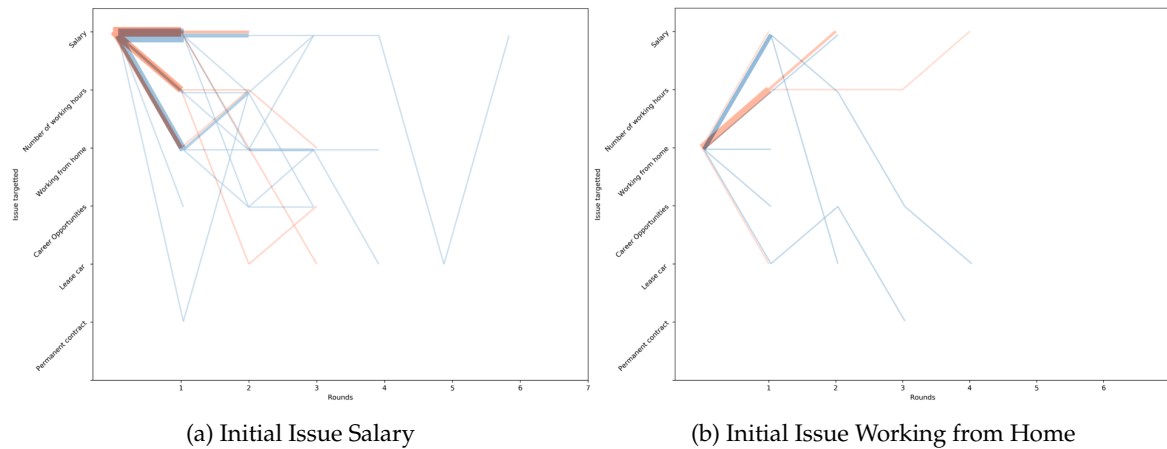 Salary
Number of working hours
Working from home
Career Opportunities
Lease car
Permanent contract
Issue targetted
1 2 3 4 5 6 7
Rounds
(a) Initial Issue Salary
Salary
Number of working hours
Working from home
Career Opportunities
Lease car
Permanent contract
Issue targetted
1 2 3 4 5 6
Rounds
(b) Initial Issue Working from Home